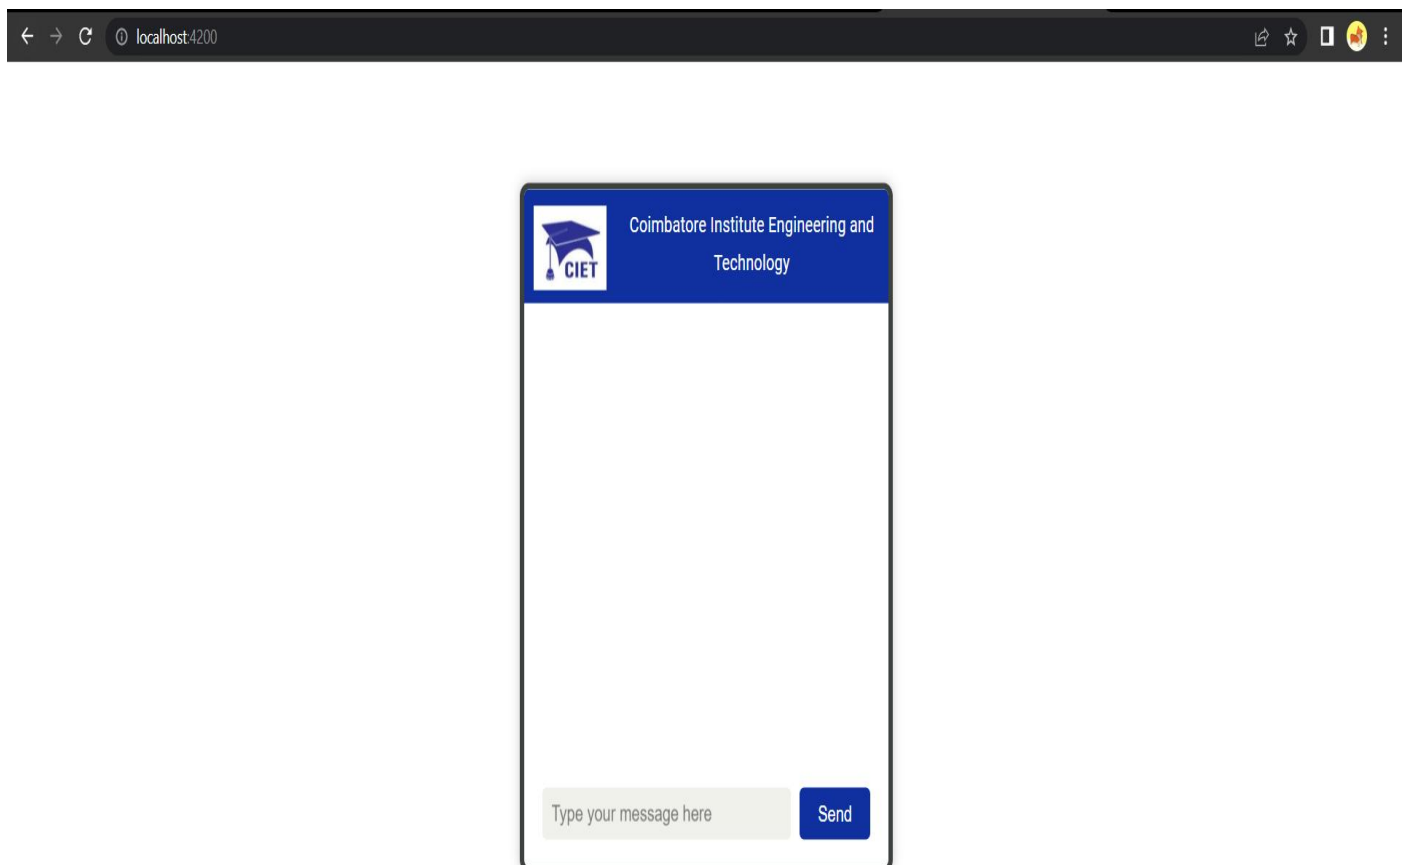 localhost:4200
Coimbatore Institute Engineering and
Technology
CIET
Type your message here
Send